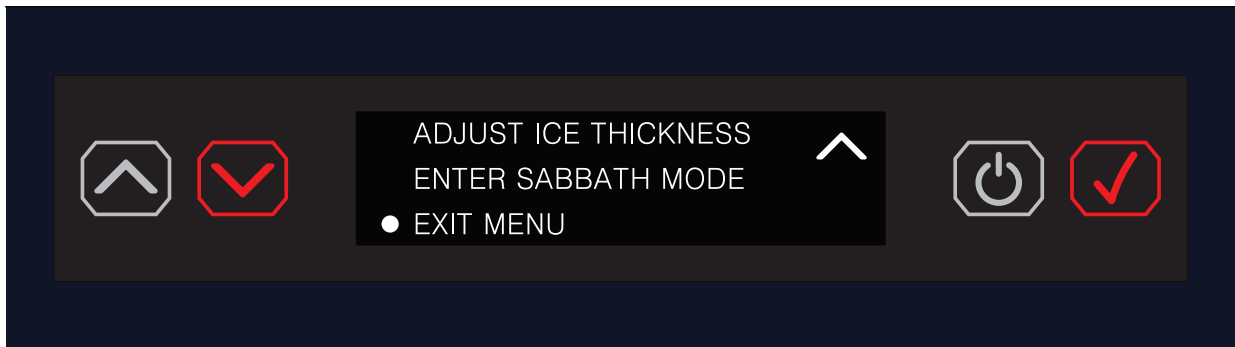 ADJUST ICE THICKNESS
ENTER SABBATH MODE
EXIT MENU